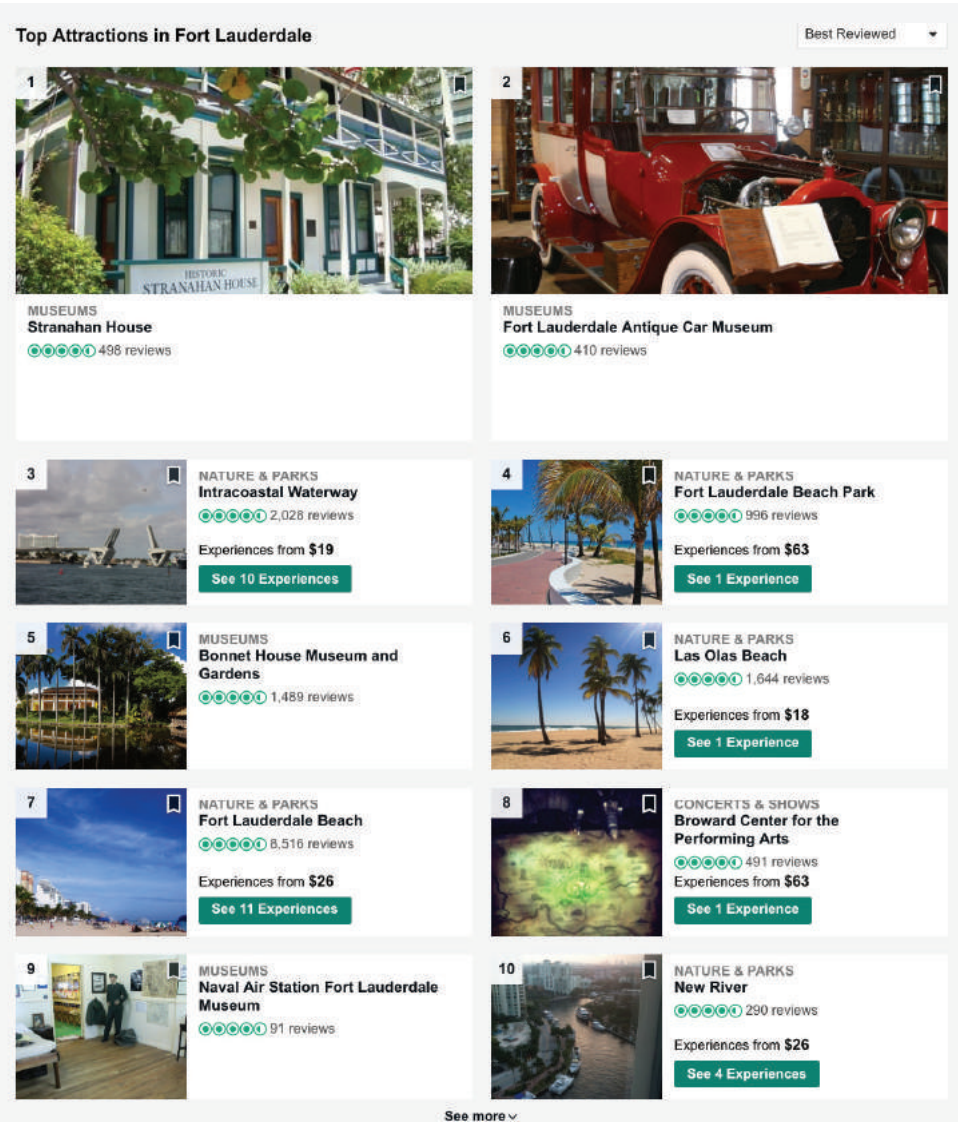 Top Attractions in Fort Lauderdale
Best Reviewed
1
HISTORIC
STRANAHAN HOUSE
MUSEUMS
Stranahan House
498 reviews
2
MUSEUMS
Fort Lauderdale Antique Car Museum
410 reviews
3
NATURE & PARKS
Intracoastal Waterway
2,028 reviews
Experiences from $19
See 10 Experiences
4
NATURE & PARKS
Fort Lauderdale Beach Park
996 reviews
Experiences from $63
See 1 Experience
5
MUSEUMS
Bonnet House Museum and
Gardens
1,489 reviews
6
NATURE & PARKS
Las Olas Beach
1,644 reviews
Experiences from $18
See 1 Experience
7
NATURE & PARKS
Fort Lauderdale Beach
8,516 reviews
Experiences from $26
See 11 Experiences
8
CONCERTS & SHOWS
Broward Center for the
Performing Arts
491 reviews
Experiences from $63
See 1 Experience
9
MUSEUMS
Naval Air Station Fort Lauderdale
Museum
91 reviews
10
NATURE & PARKS
New River
290 reviews
Experiences from $26
See 4 Experiences
See more